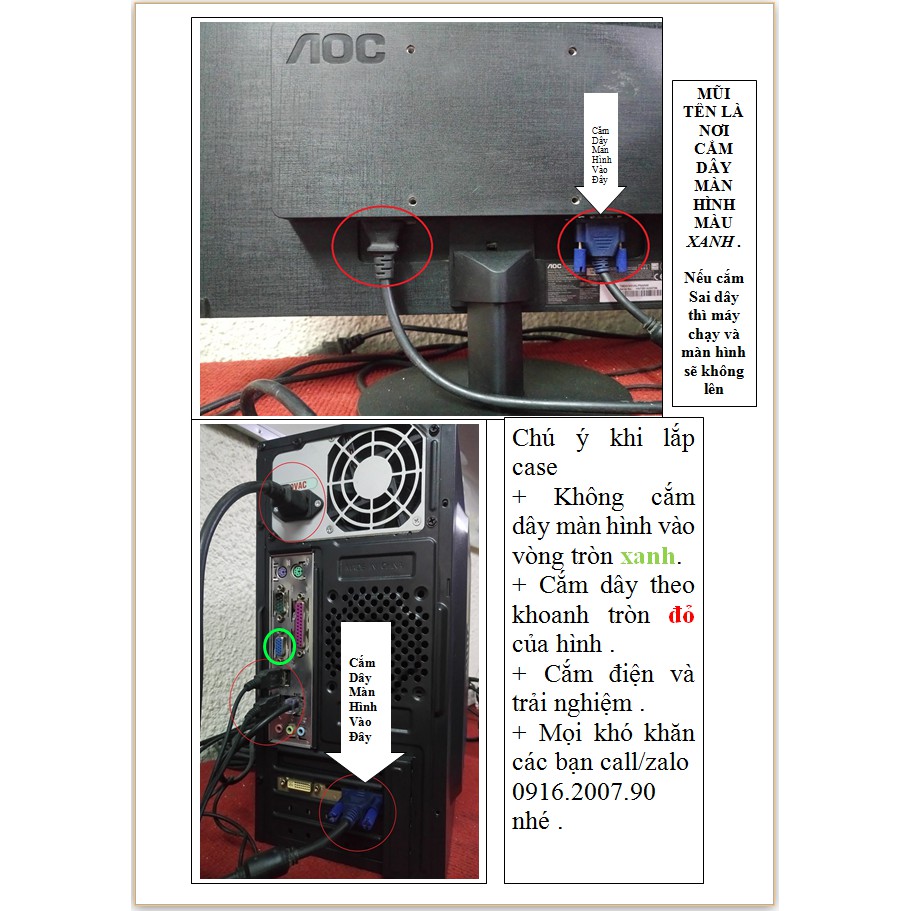 AOC
Cắm
Dây
Màn
Hình
Vào
Đây
AOC
MŨI
TÊN LÀ
NƠI
CẮM
DÂY
MÀN
HÌNH
MÀU
XANH .
Nếu cắm
Sai dây
thì máy
chạy và
màn hình
sẽ không
lên
VAC
Cắm
Dây
Màn
Hình
Vào
Đây
Chú ý khi lắp
case
+ Không cắm
dây màn hình vào
vòng tròn xanh.
+ Cắm dây theo
khoanh tròn đỏ
của hình .
+ Cắm điện và
trải nghiệm .
+ Mọi khó khăn
các bạn call/zalo
0916.2007.90
nhé .